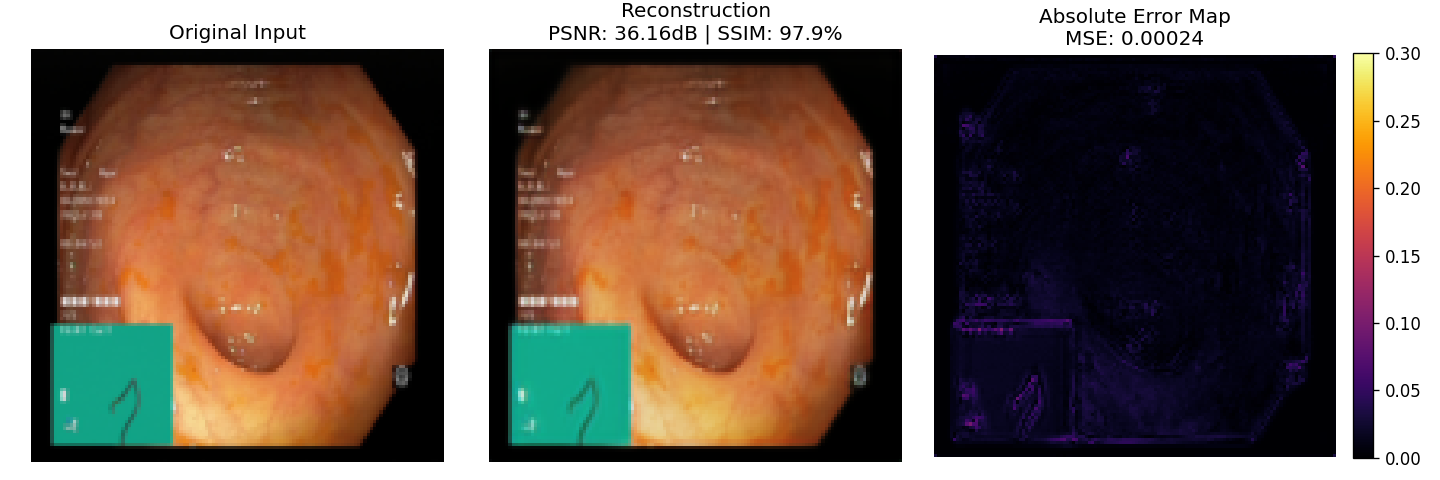 Original Input
Reconstruction
PSNR: 36.16dB | SSIM: 97.9%
Absolute Error Map
MSE: 0.00024
0.30
0.25
0.20
0.15
0.10
0.05
0.00